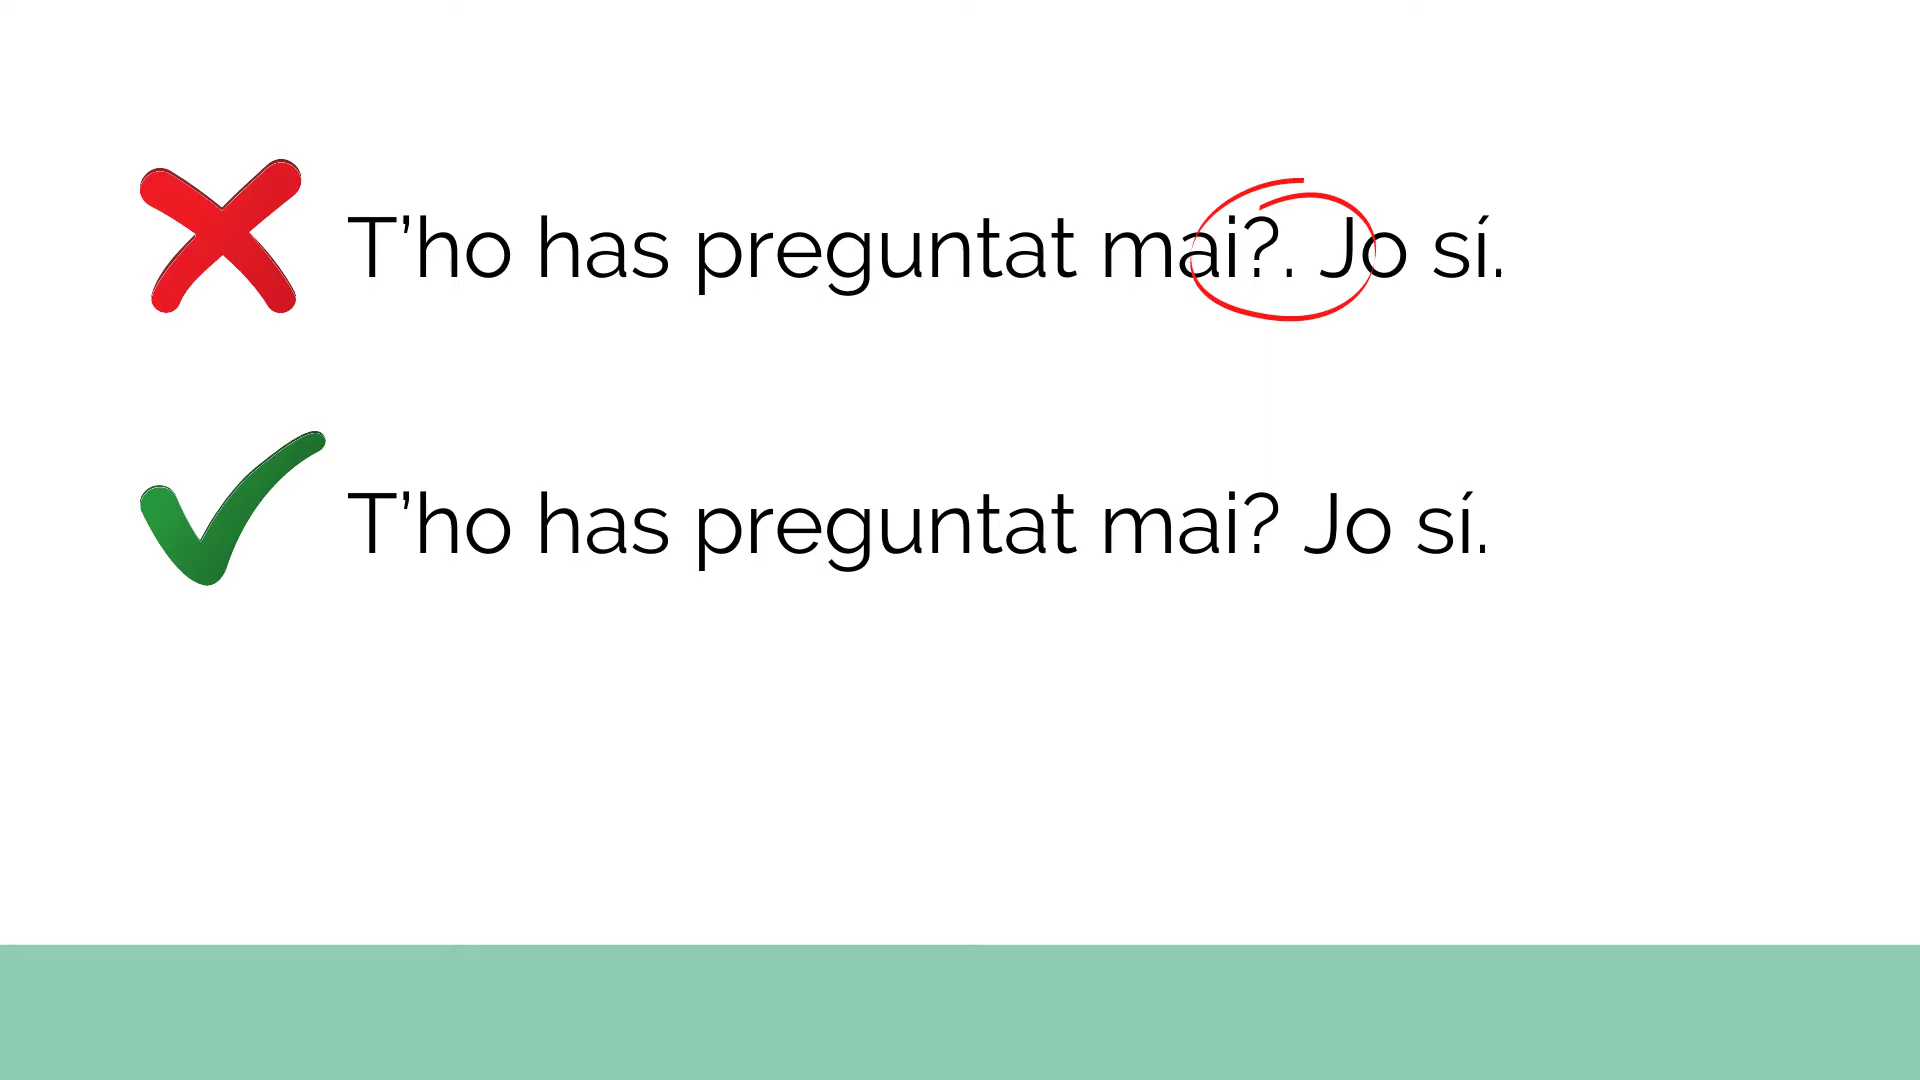 T’ho has preguntat mai?. Jo sí.
T’ho has preguntat mai? Jo sí.